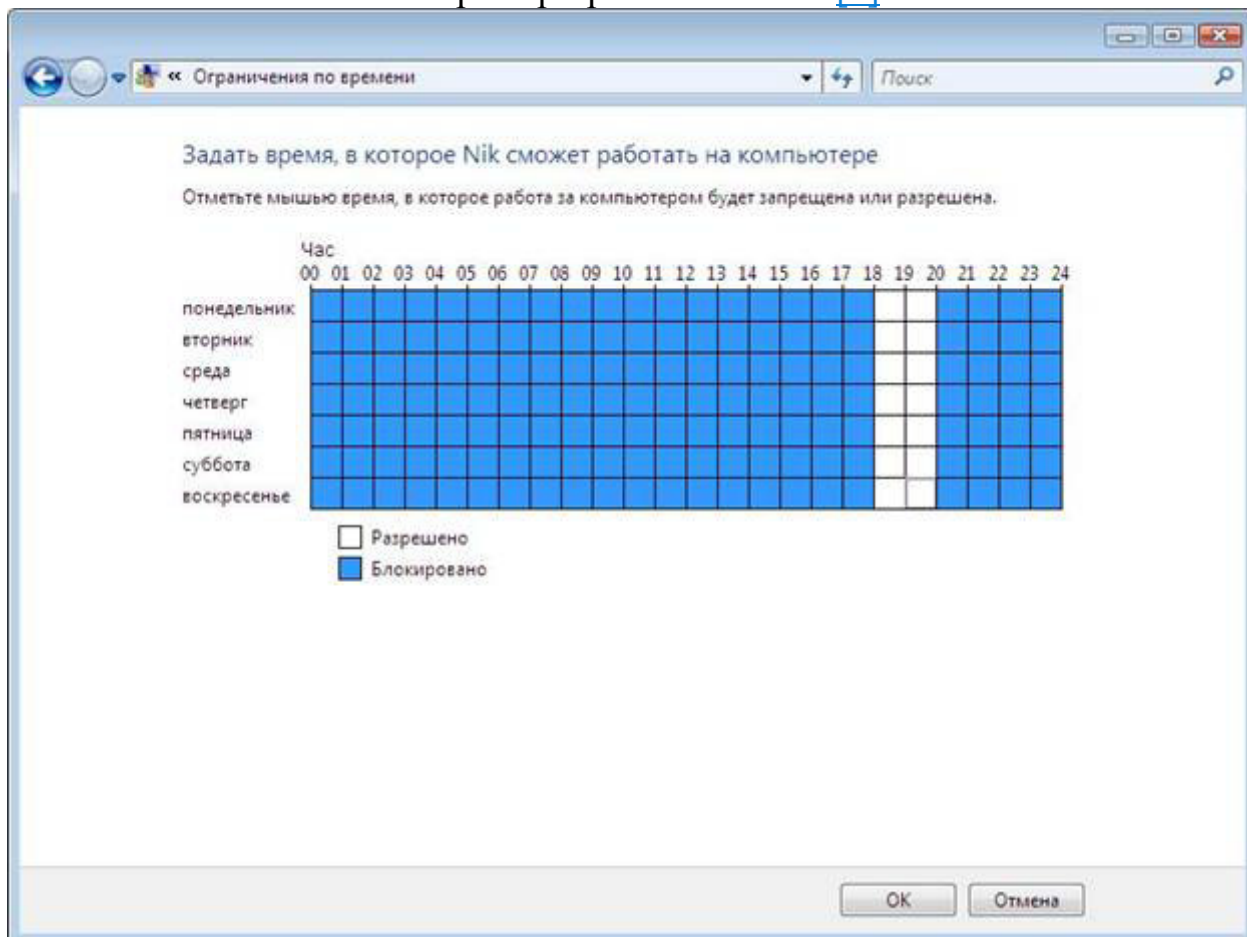 « Ограничения по времени
Поиск
Задать время, в которое Nik сможет работать на компьютере
Отметьте мышью время, в которое работа за компьютером будет запрещена или разрешена.
Час
00 01 02 03 04 05 06 07 08 09 10 11 12 13 14 15 16 17 18 19 20 21 22 23 24
понедельник
вторник
среда
четверг
пятница
суббота
воскресенье
Разрешено
Блокировано
ОК
Отмена